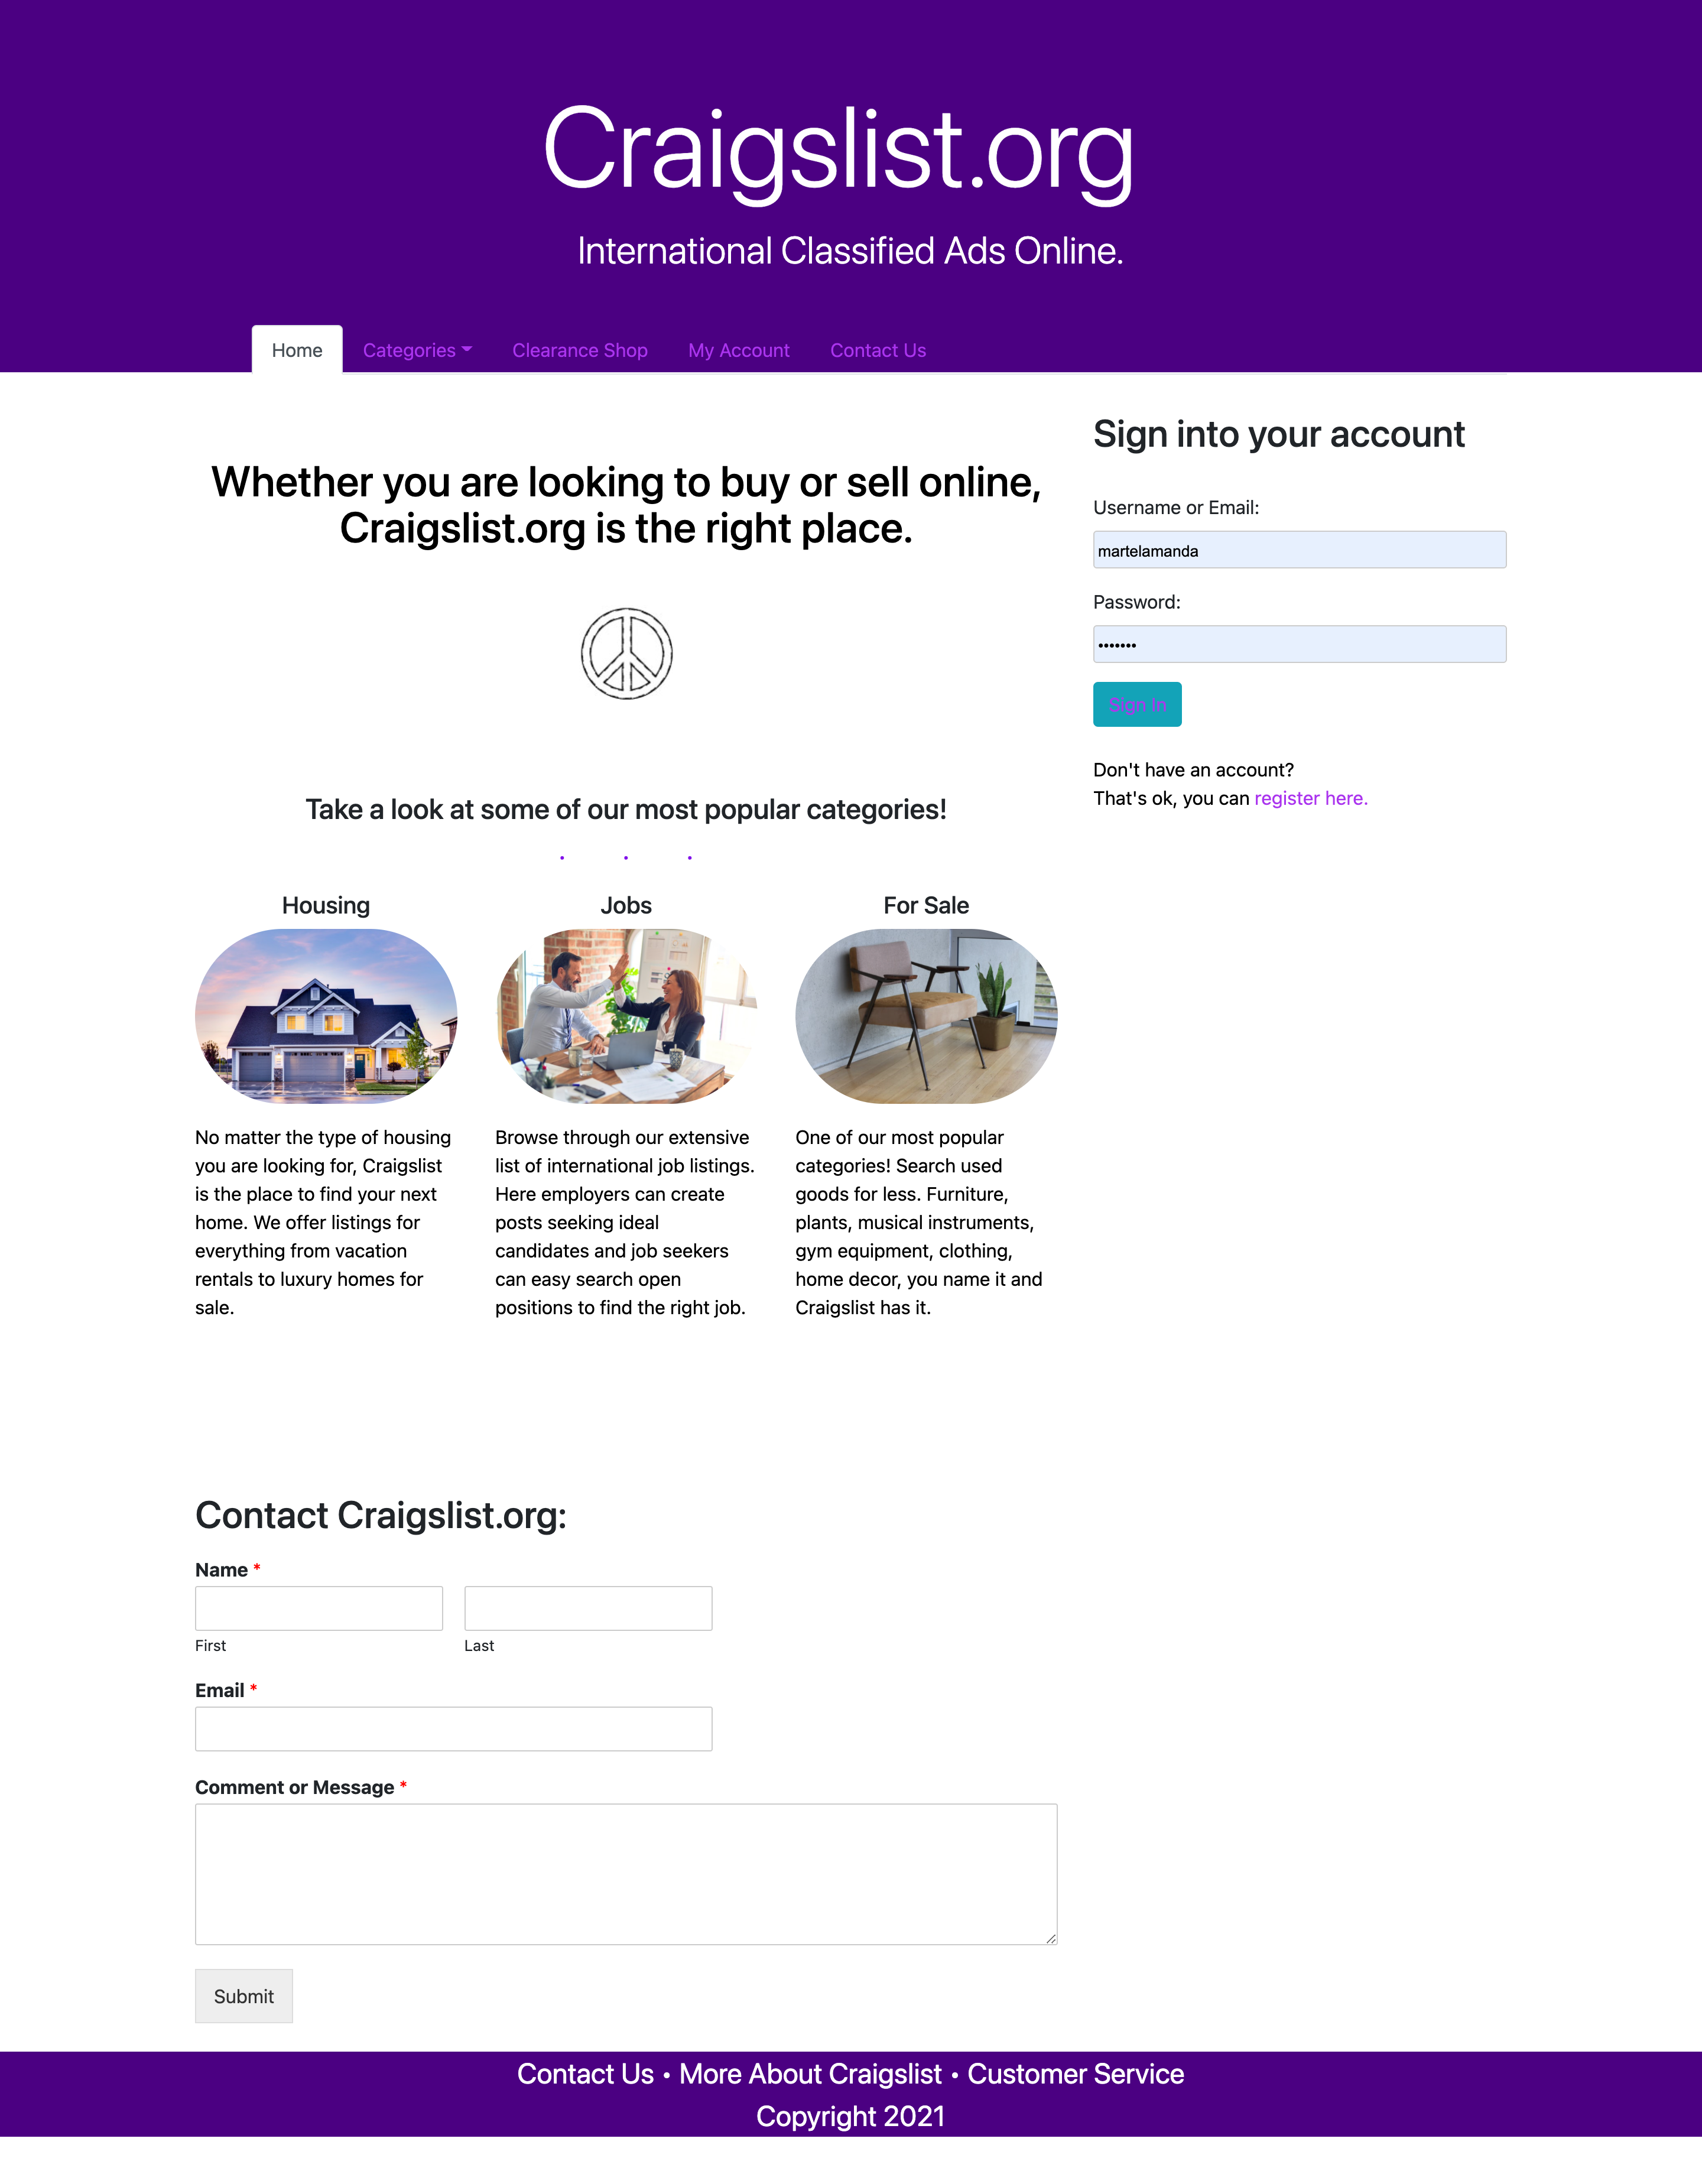 Craigslist.org
International Classified Ads Online.
Home Categories Clearance Shop My Account Contact Us
Whether you are looking to buy or sell online,
Craigslist.org is the right place.
Take a look at some of our most popular categories!
Housing
No matter the type of housing
you are looking for, Craigslist
is the place to find your next
home. We offer listings for
everything from vacation
rentals to luxury homes for
sale.
Jobs
Browse through our extensive
list of international job listings.
Here employers can create
posts seeking ideal
candidates and job seekers
can easy search open
positions to find the right job.
For Sale
One of our most popular
categories! Search used
goods for less. Furniture,
plants, musical instruments,
gym equipment, clothing,
home decor, you name it and
Craigslist has it.
Sign into your account
Username or Email:
martelamanda
Password:
•••••••
Sign In
Don't have an account?
That's ok, you can register here.
Contact Craigslist.org:
Name *
First Last
Email *
Comment or Message *
Submit
Contact Us • More About Craigslist • Customer Service
Copyright 2021